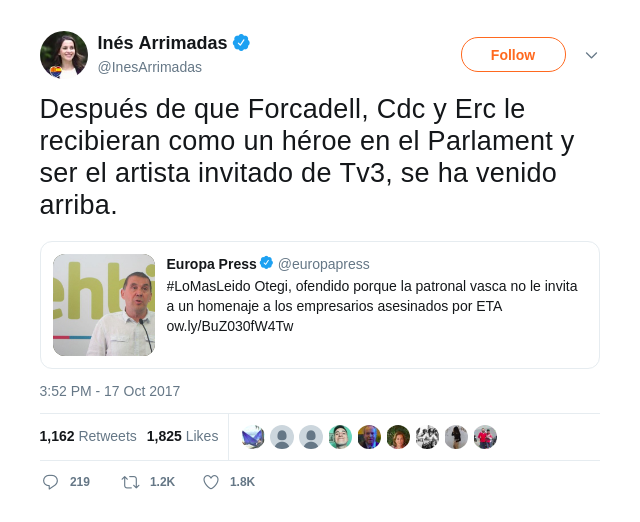 Inés Arrimadas
@InesArrimadas
Follow
Después de que Forcadell, Cdc y Erc le
recibieran como un héroe en el Parlament y
ser el artista invitado de Tv3, se ha venido
arriba.
ehbi
Europa Press @europapress
#LoMasLeido Otegi, ofendido porque la patronal vasca no le invita
a un homenaje a los empresarios asesinados por ETA
ow.ly/BuZ030fW4Tw
3:52 PM - 17 Oct 2017
1,162 Retweets 1,825 Likes
219 1.2K 1.8K